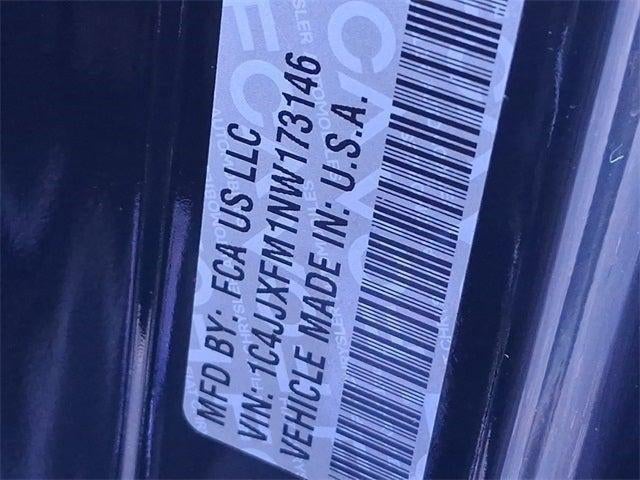 MFD BY: FCA US LLC
VIN: 1C4JJXFM1NW173146
VEHICLE MADE IN: U.S.A.